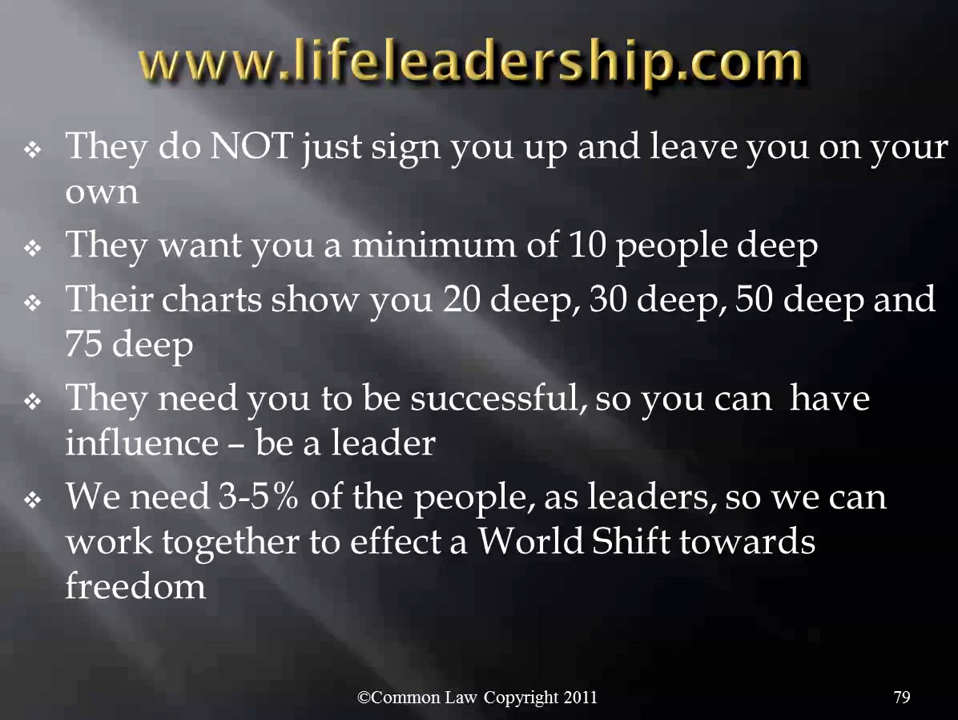 www.lifeleadership.com
❖ They do NOT just sign you up and leave you on your
own
❖ They want you a minimum of 10 people deep
❖ Their charts show you 20 deep, 30 deep, 50 deep and
75 deep
❖ They need you to be successful, so you can  have
influence – be a leader
❖ We need 3-5% of the people, as leaders, so we can
work together to effect a World Shift towards
freedom
©Common Law Copyright 2011
79